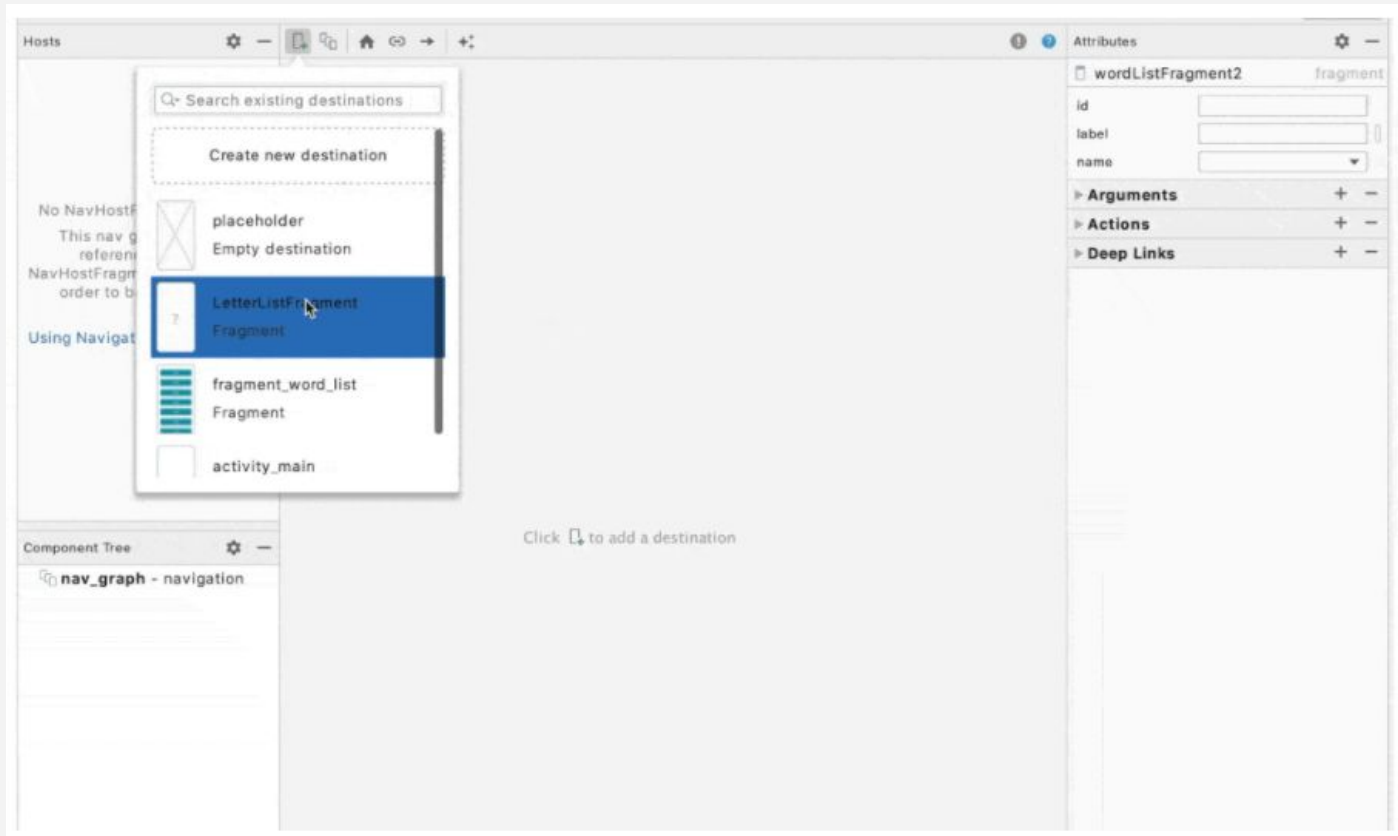 Hosts
Search existing destinations
Create new destination
placeholder
Empty destination
LetterListFragment
Fragment
fragment_word_list
Fragment
activity_main
No NavHostF
This nav g
referen
NavHostFragm
order to b
Using Navigat
Click to add a destination
Component Tree
nav_graph - navigation
Attributes
wordListFragment2 fragment
id
label
name
Arguments
Actions
Deep Links